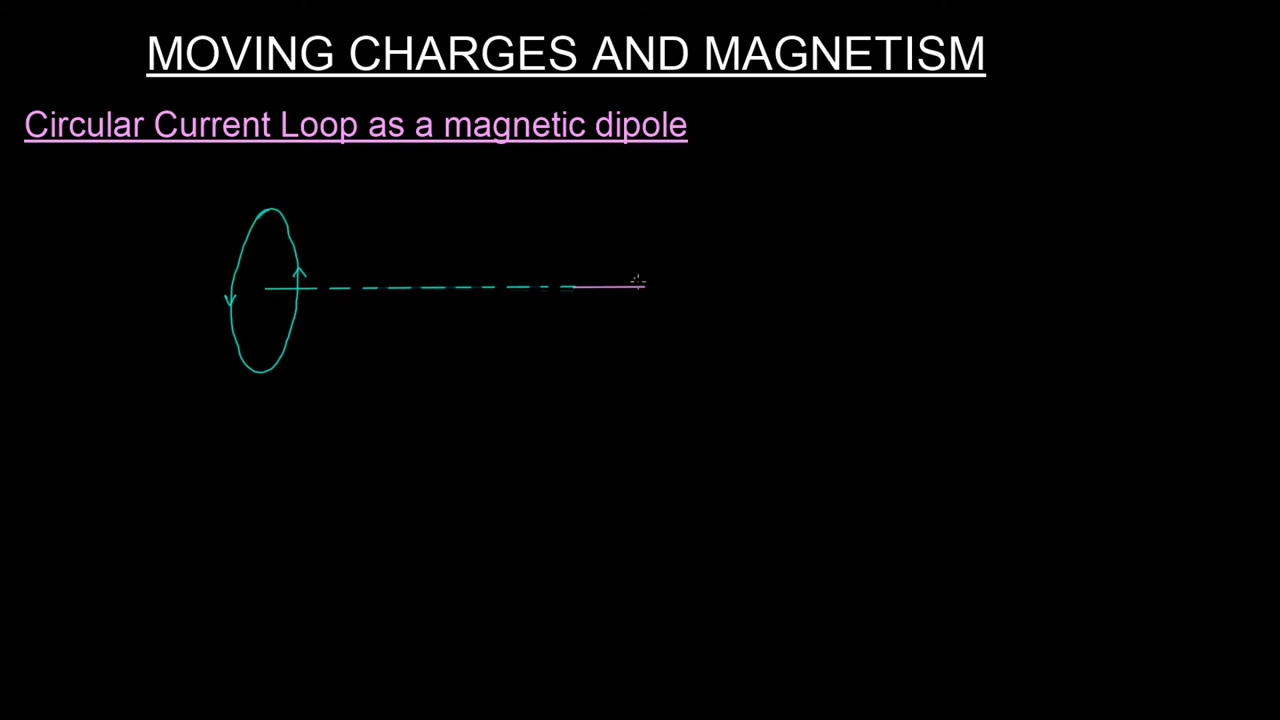 MOVING CHARGES AND MAGNETISM
Circular Current Loop as a magnetic dipole